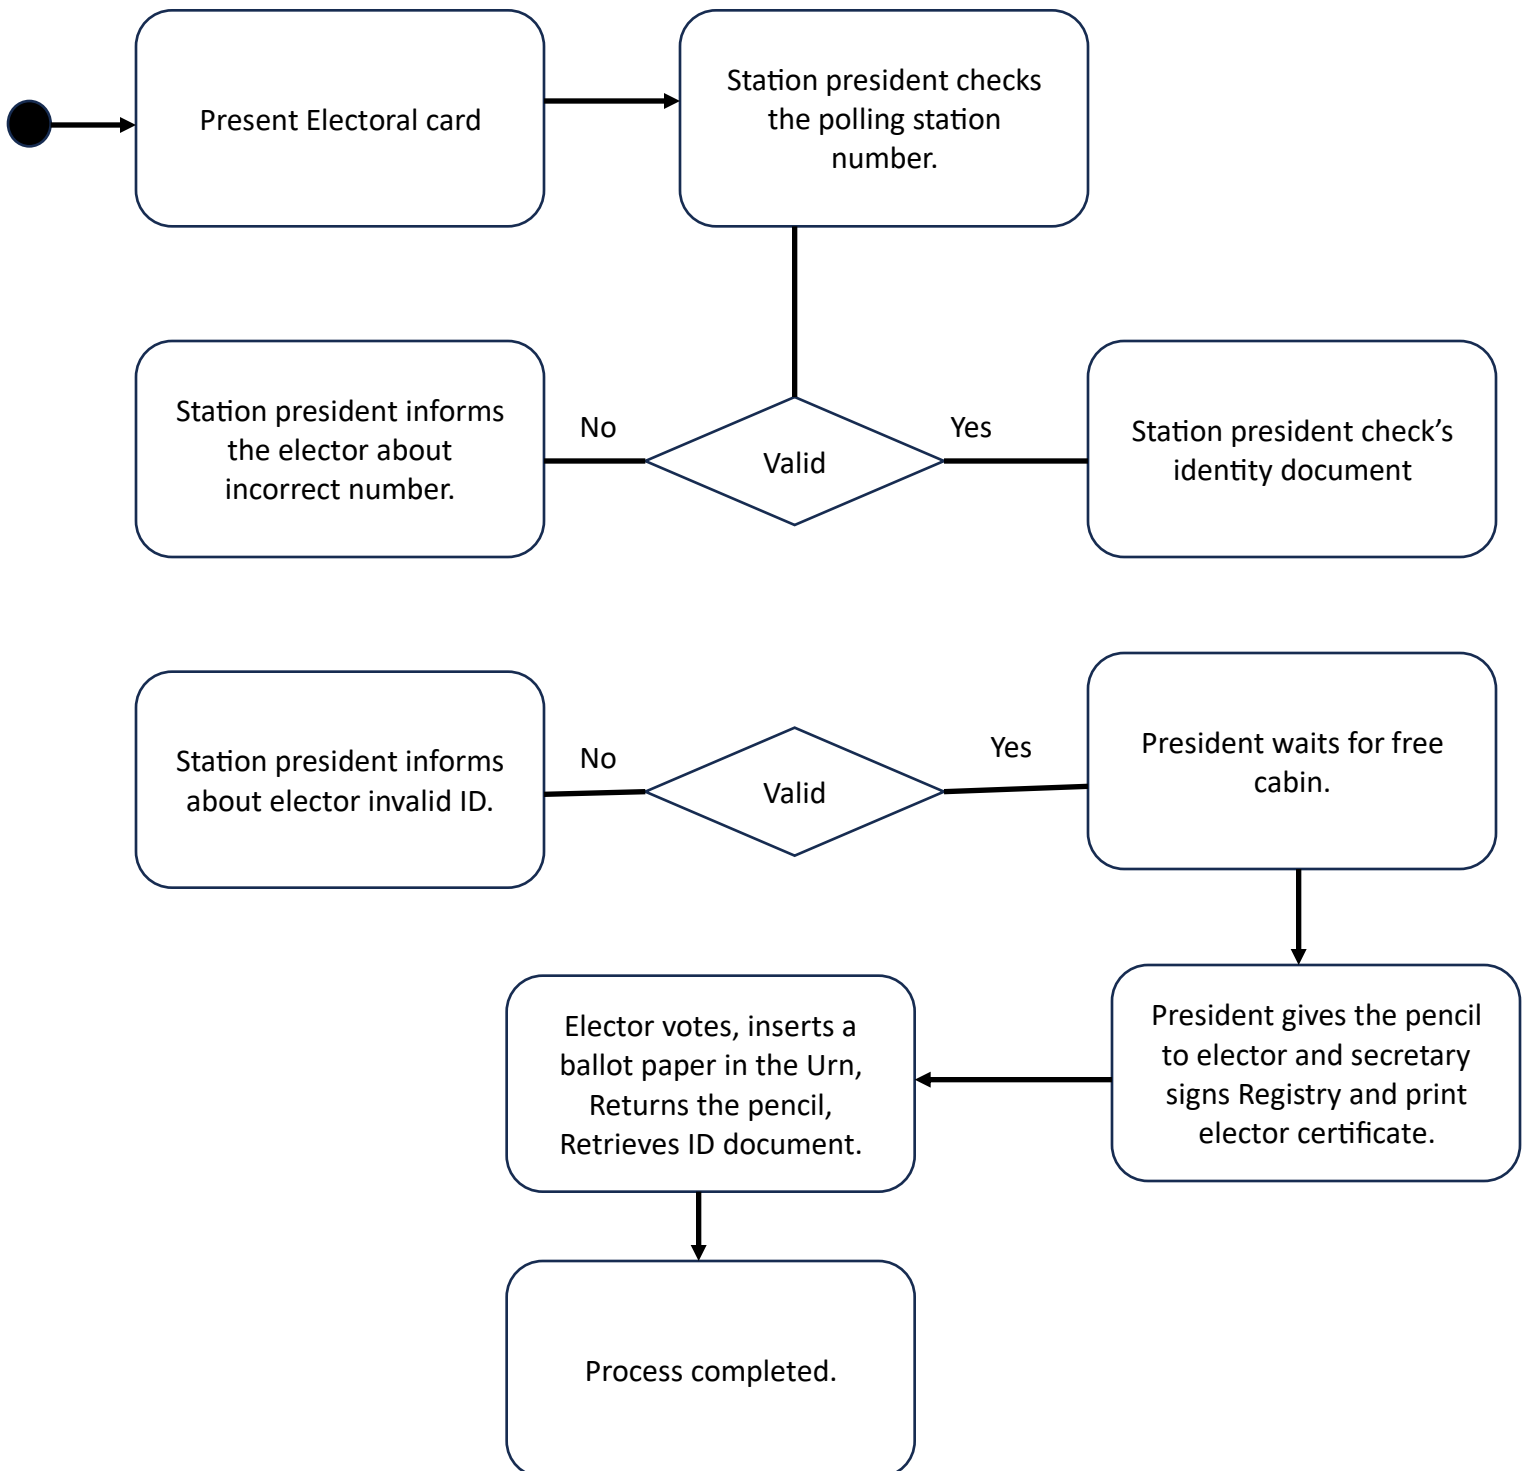 Present Electoral card
Station president checks
the polling station
number.
Station president informs
the elector about
incorrect number.
No
Valid
Yes
Station president check’s
identity document
Station president informs
about elector invalid ID.
No
Valid
Yes
President waits for free
cabin.
Elector votes, inserts a
ballot paper in the Urn,
Returns the pencil,
Retrieves ID document.
President gives the pencil
to elector and secretary
signs Registry and print
elector certificate.
Process completed.